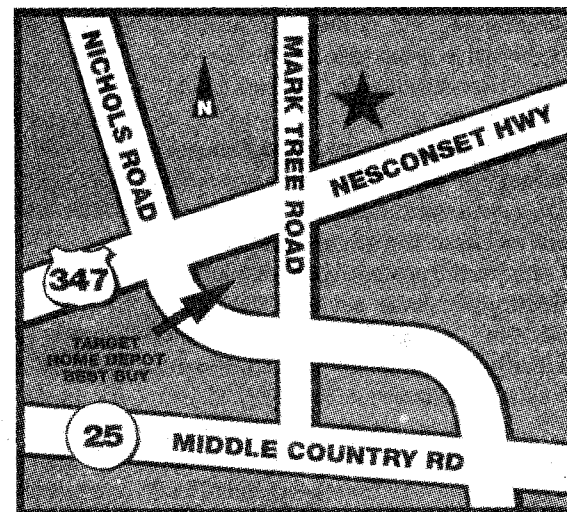 NICHOLS ROAD
N
MARK TREE ROAD
NESCONSET HWY
347
TARGET
HOME DEPOT
BEST BUY
25
MIDDLE COUNTRY RD